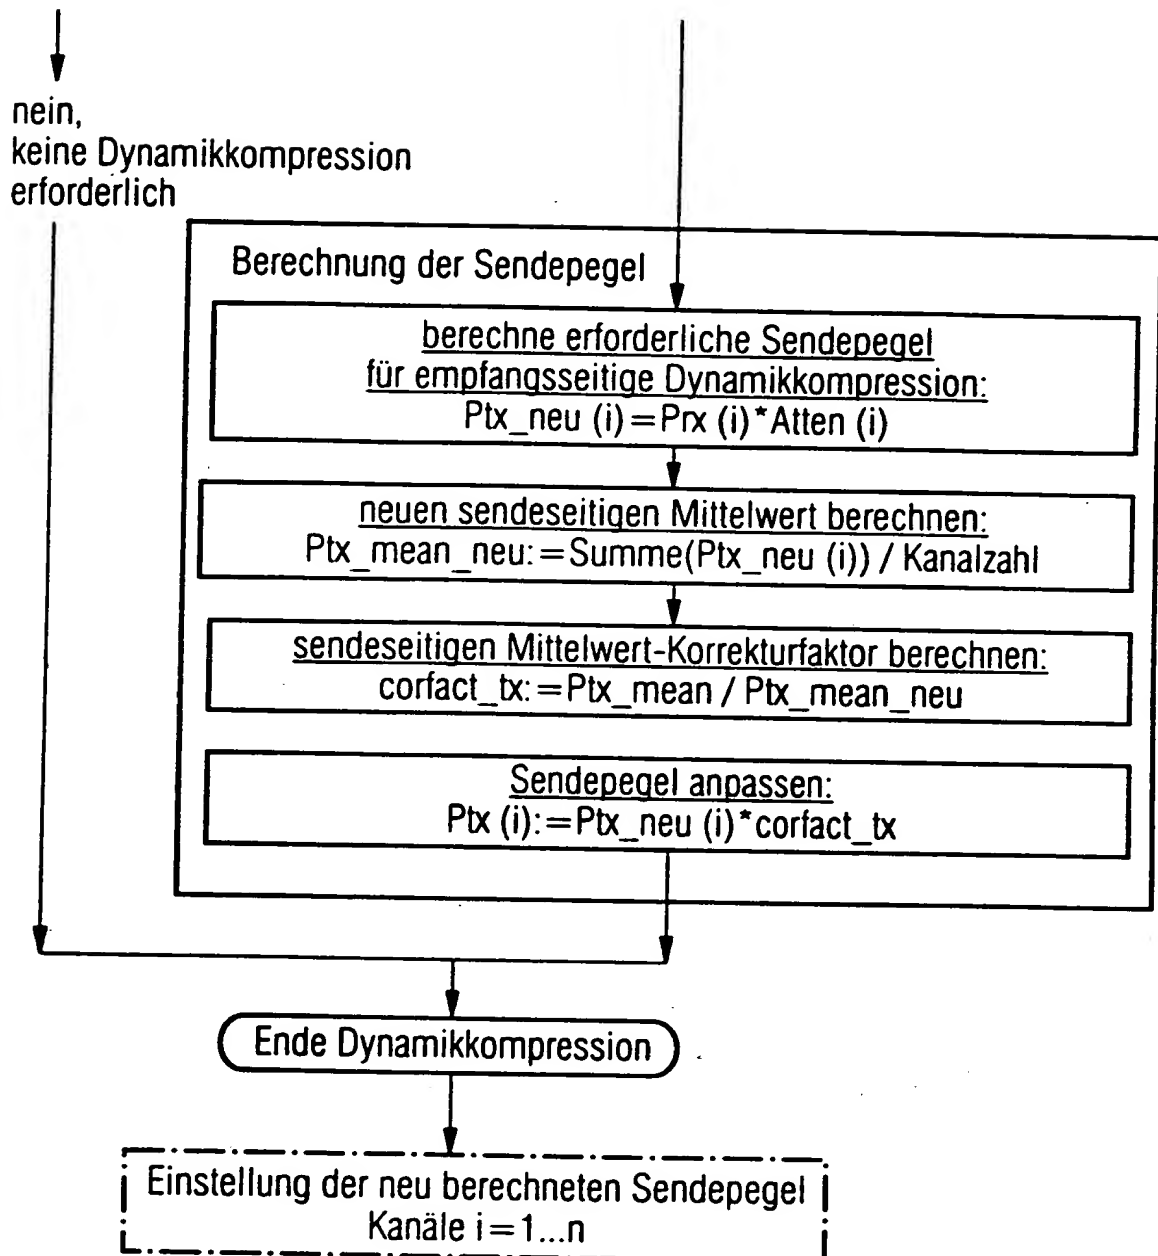 nein,
keine Dynamikkompression
erforderlich
Berechnung der Sendepegel
berechne erforderliche Sendepegel
für empfangsseitige Dynamikkompression:
Ptx_neu (i)=Prx (i)*Atten (i)
neuen sendeseitigen Mittelwert berechnen:
Ptx_mean_neu:=Summe(Ptx_neu (i)) / Kanalzahl
sendeseitigen Mittelwert-Korrekturfaktor berechnen:
corfact_tx:=Ptx_mean / Ptx_mean_neu
Sendepegel anpassen:
Ptx (i):=Ptx_neu (i)*corfact_tx
Ende Dynamikkompression
Einstellung der neu berechneten Sendepegel
Kanäle i=1...n